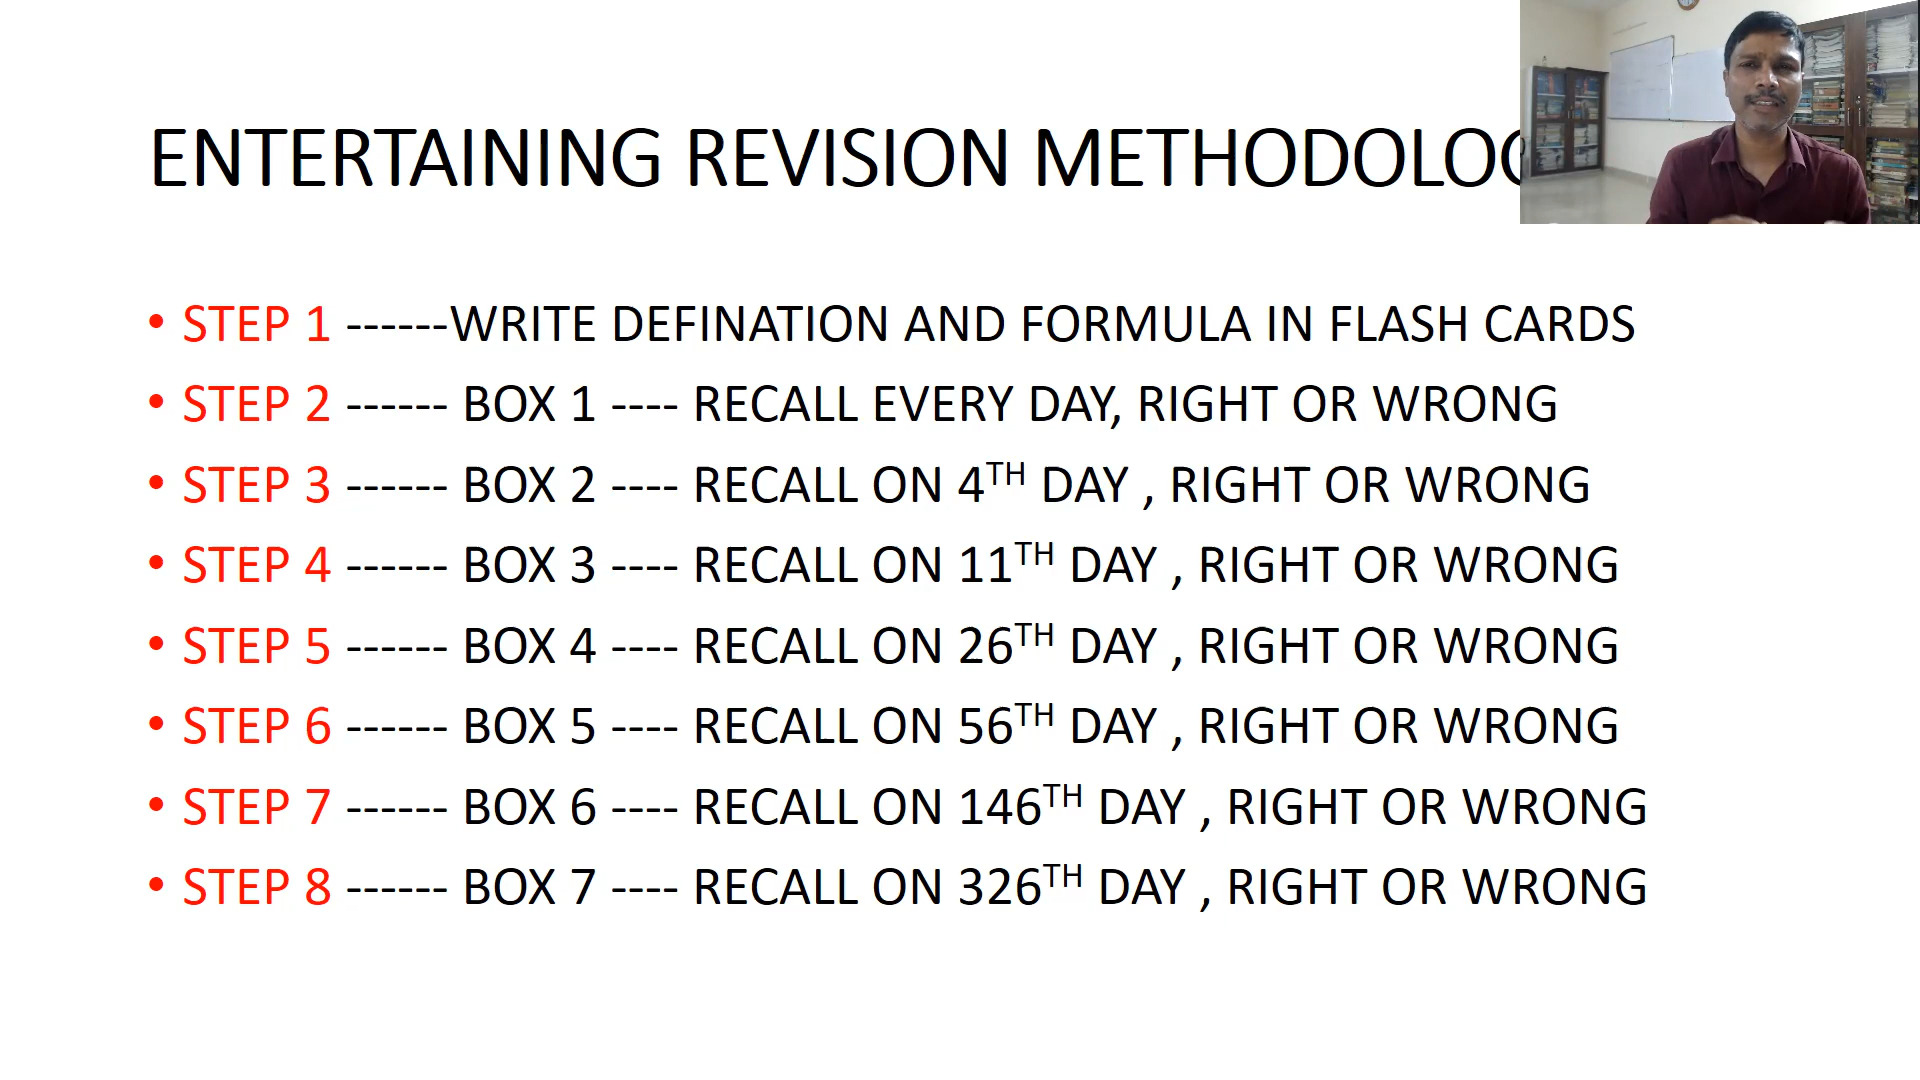 ENTERTAINING REVISION METHODOLOG
• STEP 1 ------WRITE DEFINATION AND FORMULA IN FLASH CARDS
• STEP 2 ------ BOX 1 ---- RECALL EVERY DAY, RIGHT OR WRONG
• STEP 3 ------ BOX 2 ---- RECALL ON 4TH DAY , RIGHT OR WRONG
• STEP 4 ------ BOX 3 ---- RECALL ON 11TH DAY , RIGHT OR WRONG
• STEP 5 ------ BOX 4 ---- RECALL ON 26TH DAY , RIGHT OR WRONG
• STEP 6 ------ BOX 5 ---- RECALL ON 56TH DAY , RIGHT OR WRONG
• STEP 7 ------ BOX 6 ---- RECALL ON 146TH DAY , RIGHT OR WRONG
• STEP 8 ------ BOX 7 ---- RECALL ON 326TH DAY , RIGHT OR WRONG